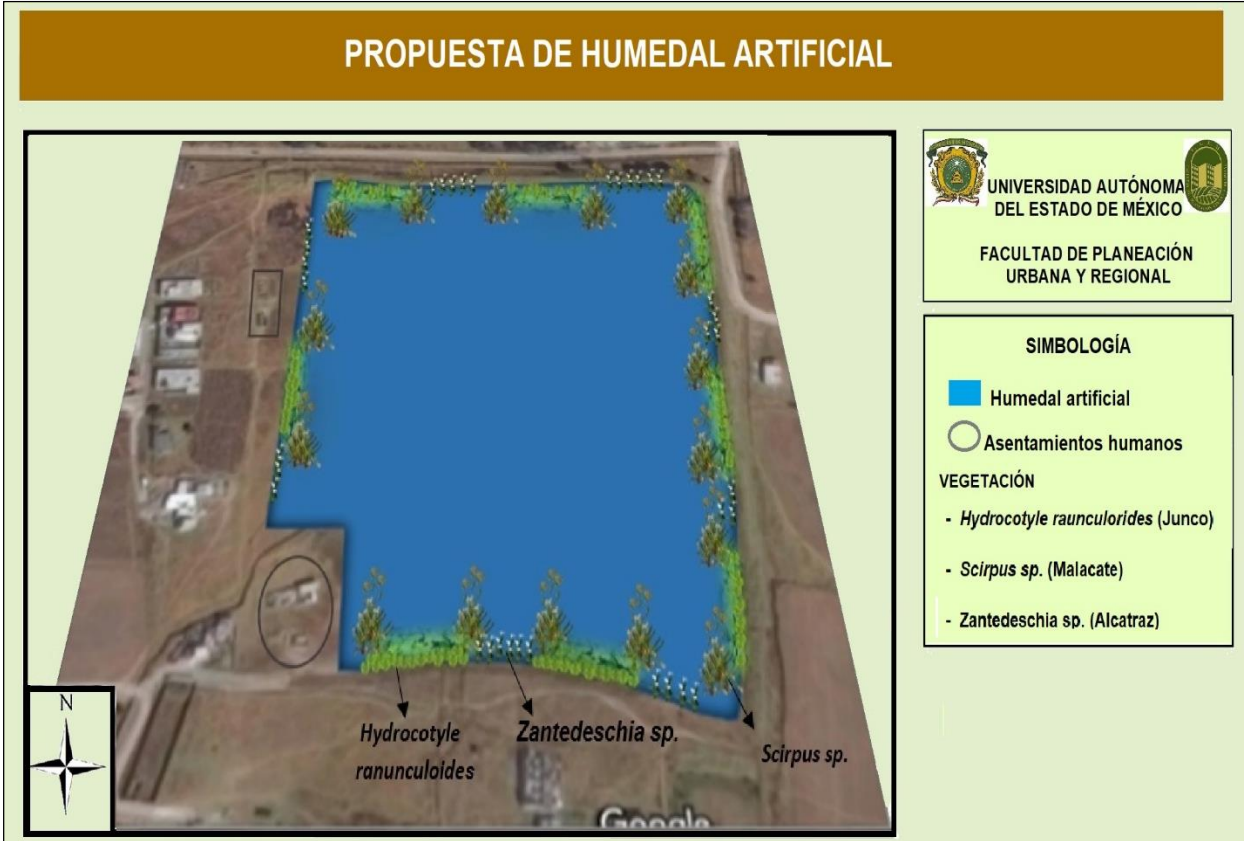 PROPUESTA DE HUMEDAL ARTIFICIAL
UNIVERSIDAD AUTÓNOMA
DEL ESTADO DE MÉXICO
FACULTAD DE PLANEACIÓN
URBANA Y REGIONAL
SIMBOLOGÍA
Humedal artificial
Asentamientos humanos
VEGETACIÓN
- Hydrocotyle raunculorides (Junco)
- Scirpus sp. (Malacate)
- Zantedeschia sp. (Alcatraz)
Hydrocotyle
ranunculoides
Zantedeschia sp.
Scirpus sp.
N
Google